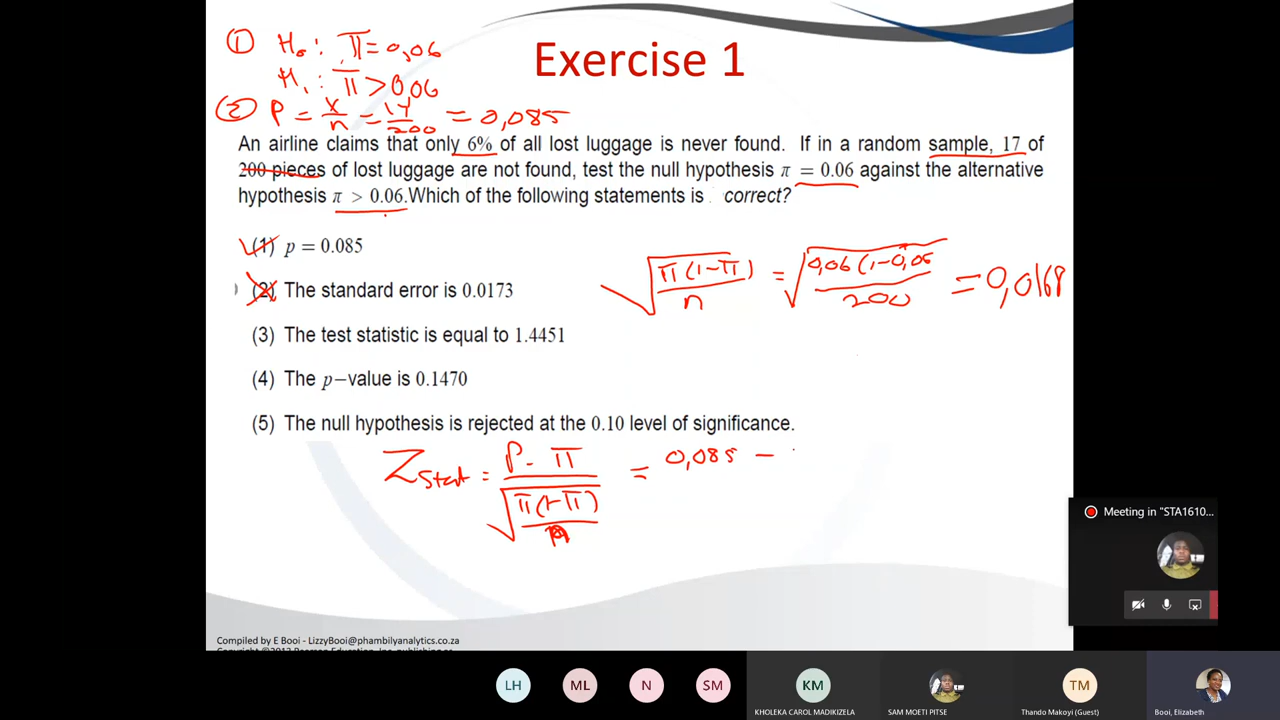 ① H₀: π = 0,06
H₁: π > 0,06
② P = x/n = 17/200 = 0,085
Exercise 1
An airline claims that only 6% of all lost luggage is never found. If in a random sample, 17 of
200 pieces of lost luggage are not found, test the null hypothesis π = 0.06 against the alternative
hypothesis π > 0.06.Which of the following statements is correct?
(1) p = 0.085
(2) The standard error is 0.0173
√(π(1-π)/n) = √(0,06(1-0,06/200) = 0,0168
(3) The test statistic is equal to 1.4451
(4) The p−value is 0.1470
(5) The null hypothesis is rejected at the 0.10 level of significance.
Zstat = (P - π)/√(π(1-π)/n) = 0,085 -
Meeting in "STA1610...
Compiled by E Booi - LizzyBooi@phambilyanalytics.co.za
LH ML N SM KM TM
KHOLEKA CAROL MADIKIZELA SAM MOETI PITSE Thando Makoyi (Guest) Booi, Elizabeth